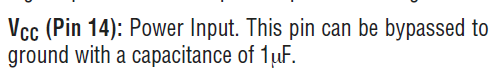 VCC (Pin 14): Power Input. This pin can be bypassed to
ground with a capacitance of 1μF.